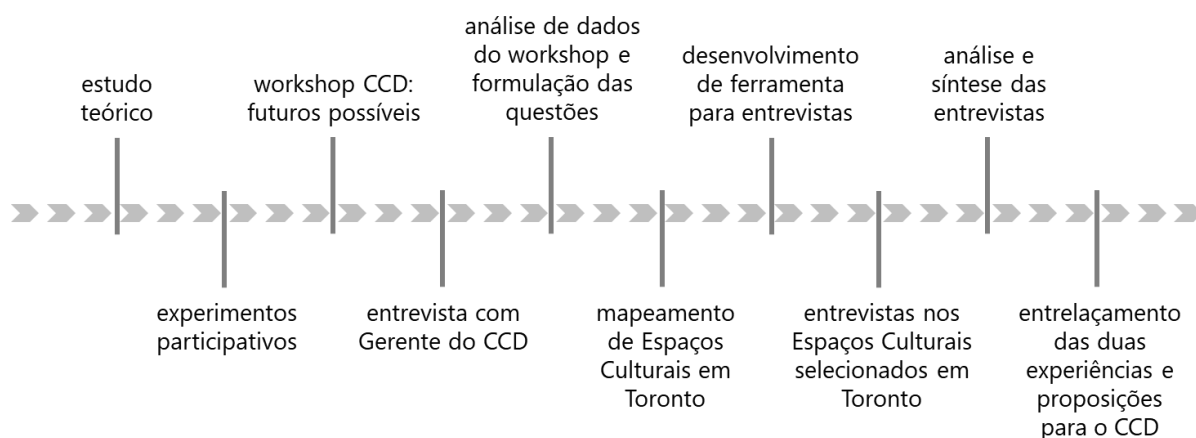 estudo
teórico
experimentos
participativos
workshop CCD:
futuros possíveis
entrevista com
Gerente do CCD
análise de dados
do workshop e
formulação das
questões
mapeamento
de Espaços
Culturais em
Toronto
desenvolvimento
de ferramenta
para entrevistas
entrevistas nos
Espaços Culturais
selecionados em
Toronto
análise e
síntese das
entrevistas
entrelaçamento
das duas
experiências e
proposições
para o CCD